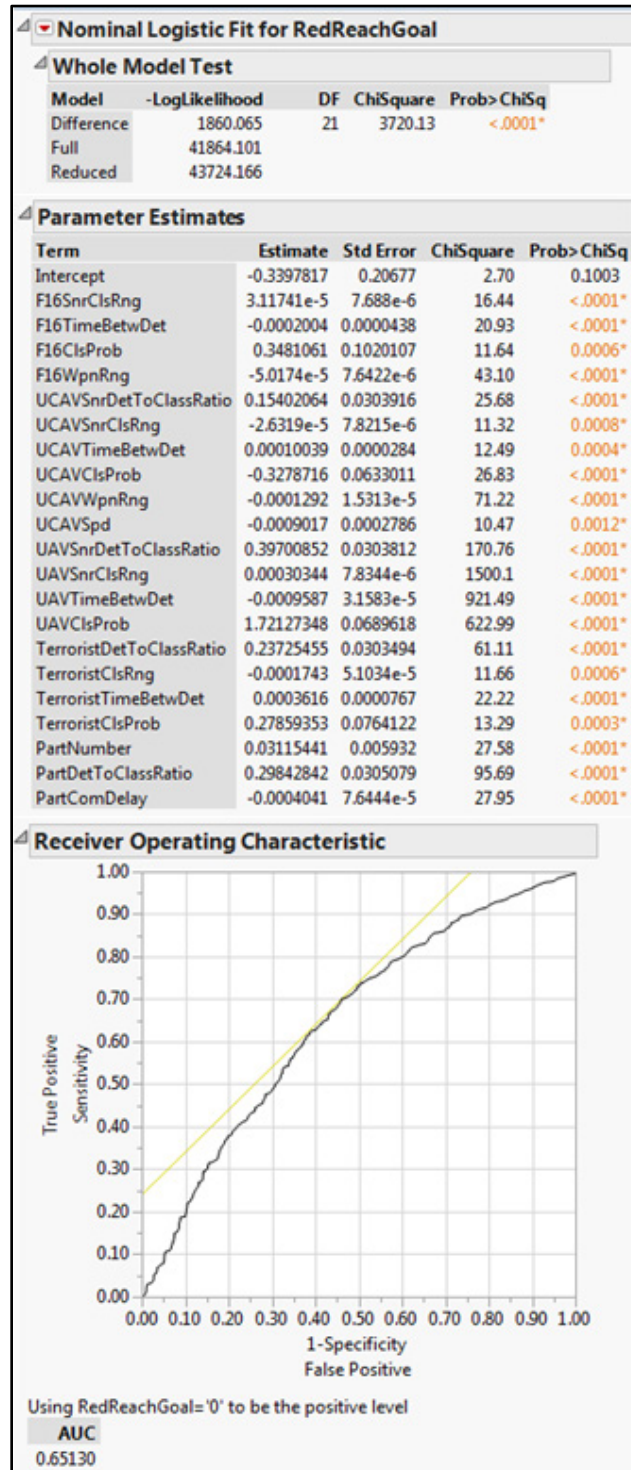 Nominal Logistic Fit for RedReachGoal
Whole Model Test
Model -LogLikelihood DF ChiSquare Prob>ChiSq
Difference 1860.065 21 3720.13 <.0001*
Full 41864.101
Reduced 43724.166
Parameter Estimates
Term Estimate Std Error ChiSquare Prob>ChiSq
Intercept -0.3397817 0.20677 2.70 0.1003
F16SnrClsRng 3.11741e-5 7.688e-6 16.44 <.0001*
F16TimeBetwDet -0.0002004 0.0000438 20.93 <.0001*
F16ClsProb 0.3481061 0.1020107 11.64 0.0006*
F16WpnRng -5.0174e-5 7.6422e-6 43.10 <.0001*
UCAVSnrDetToClassRatio 0.15402064 0.0303916 25.68 <.0001*
UCAVSnrClsRng -2.6319e-5 7.8215e-6 11.32 0.0008*
UCAVTimeBetwDet 0.00010039 0.0000284 12.49 0.0004*
UCAVClsProb -0.3278716 0.0633011 26.83 <.0001*
UCAVWpnRng -0.0001292 1.5313e-5 71.22 <.0001*
UCAVSpd -0.0009017 0.0002786 10.47 0.0012*
UAVSnrDetToClassRatio 0.39700852 0.0303812 170.76 <.0001*
UAVSnrClsRng 0.00030344 7.8344e-6 1500.1 <.0001*
UAVTimeBetwDet -0.0009587 3.1583e-5 921.49 <.0001*
UAVClsProb 1.72127348 0.0689618 622.99 <.0001*
TerroristDetToClassRatio 0.23725455 0.0303494 61.11 <.0001*
TerroristClsRng -0.0001743 5.1034e-5 11.66 0.0006*
TerroristTimeBetwDet 0.0003616 0.0000767 22.22 <.0001*
TerroristClsProb 0.27859353 0.0764122 13.29 0.0003*
PartNumber 0.03115441 0.005932 27.58 <.0001*
PartDetToClassRatio 0.29842842 0.0305079 95.69 <.0001*
PartComDelay -0.0004041 7.6444e-5 27.95 <.0001*
Receiver Operating Characteristic
1.00
0.90
0.80
0.70
0.60
0.50
0.40
0.30
0.20
0.10
0.00
True Positive
Sensitivity
0.00 0.10 0.20 0.30 0.40 0.50 0.60 0.70 0.80 0.90 1.00
1-Specificity
False Positive
Using RedReachGoal='0' to be the positive level
AUC
0.65130